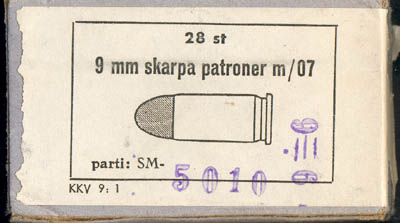 28 st
9 mm skarpa patroner m/07
parti: SM- 5010
KKV 9: 1